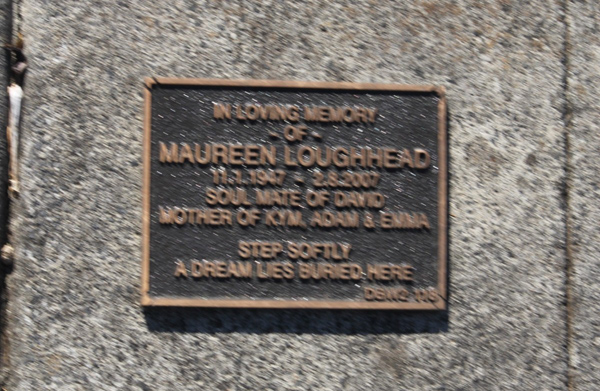 IN LOVING MEMORY
- OF -
MAUREEN LOUGHHEAD
11.1.1947 - 2.8.2007
SOUL MATE OF DAVID
MOTHER OF KYM, ADAM & EMMA
STEP SOFTLY
A DREAM LIES BURIED HERE